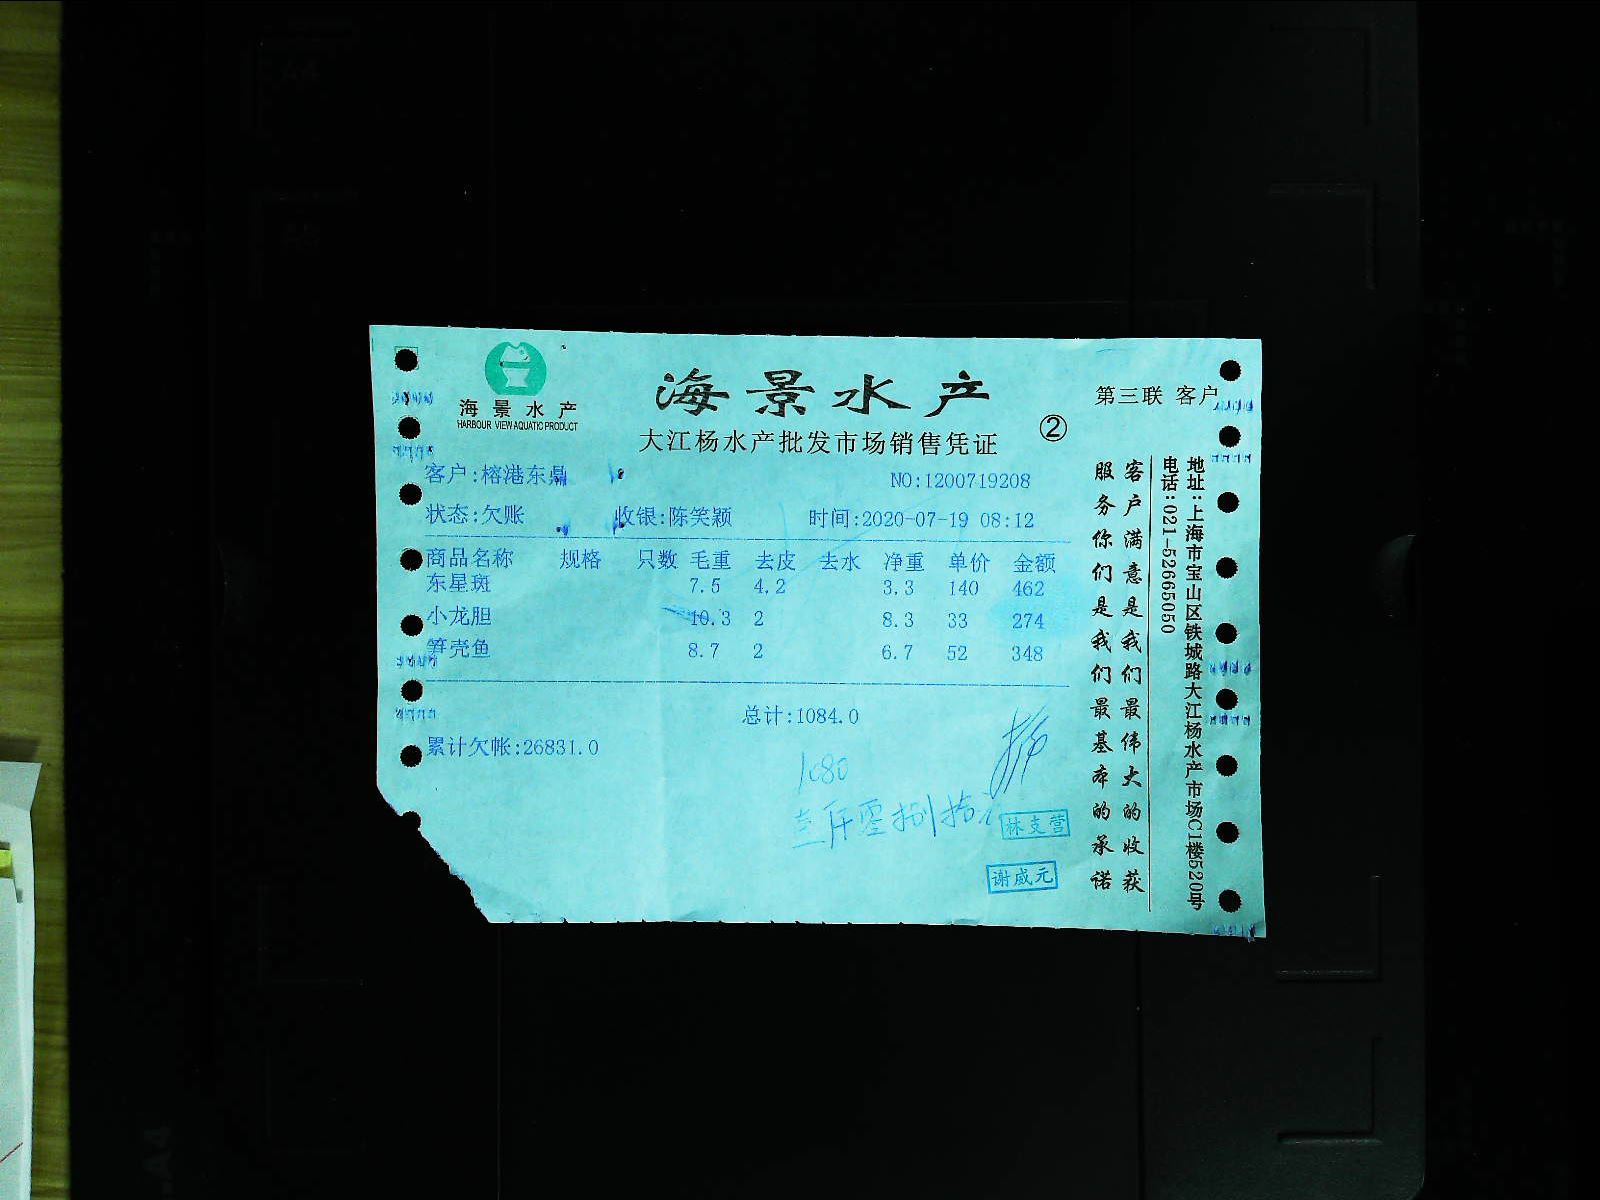 海景水产
HARBOUR VIEW AQUATIC PRODUCT
海景水产
大江杨水产批发市场销售凭证
②
第三联 客户
客户:榕港东鼎
NO:1200719208
状态:欠账 收银:陈笑颖 时间:2020-07-19 08:12
商品名称 规格 只数 毛重 去皮 去水 净重 单价 金额
东星斑 7.5 4.2 3.3 140 462
小龙胆 10.3 2 8.3 33 274
笋壳鱼 8.7 2 6.7 52 348
总计:1084.0
累计欠帐:26831.0
1080
壹仟零捌拾
林支营
谢威元
客户满意是我们最伟大的收获
服务你们是我们最基本的承诺
地址:上海市宝山区铁城路大江杨水产市场C1楼520号
电话:021-52665050